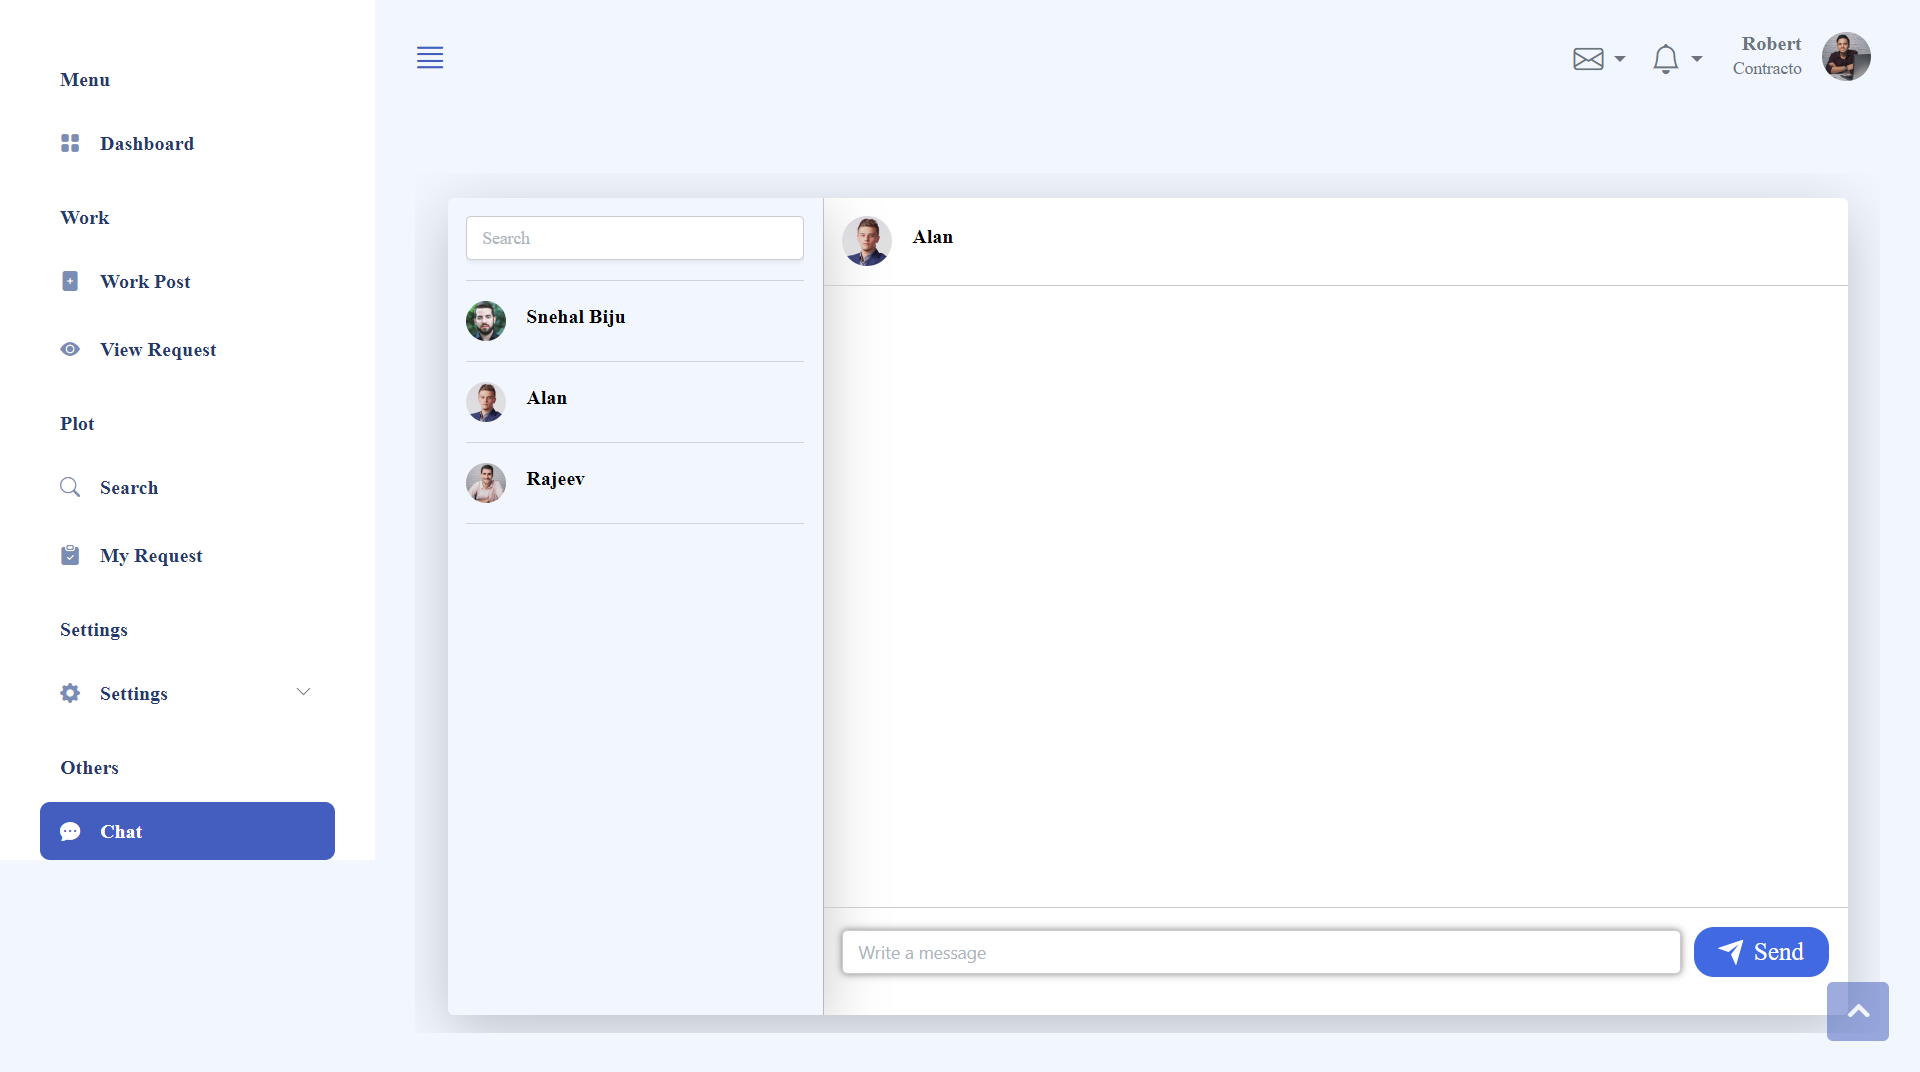 Menu
Dashboard
Work
Work Post
View Request
Plot
Search
My Request
Settings
Settings
Others
Chat
Robert
Contracto
Search
Snehal Biju
Alan
Rajeev
Alan
Write a message
Send